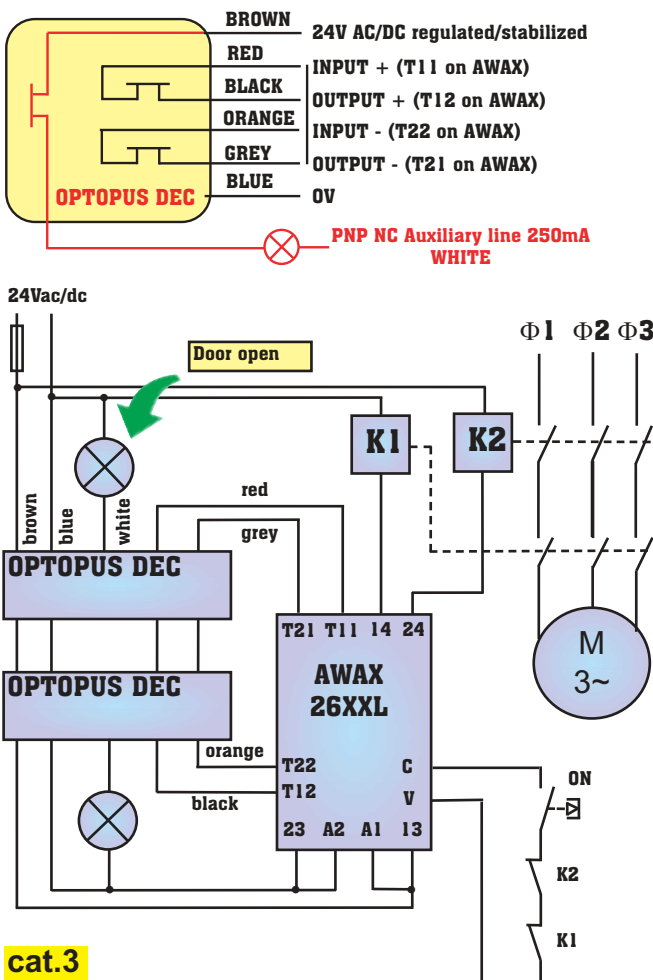 BROWN
24V AC/DC regulated/stabilized
RED
INPUT + (T11 on AWAX)
BLACK
OUTPUT + (T12 on AWAX)
ORANGE
INPUT - (T22 on AWAX)
GREY
OUTPUT - (T21 on AWAX)
BLUE
OPTOPUS DEC
0V
PNP NC Auxiliary line 250mA
WHITE
24Vac/dc
Φ1 Φ2 Φ3
Door open
K1 K2
brown
blue
white
red
grey
OPTOPUS DEC
T21 T11 14 24
M
3~
AWAX
26XXL
OPTOPUS DEC
orange
T22 C
ON
T12 V
black
23 A2 A1 13
K2
K1
cat.3